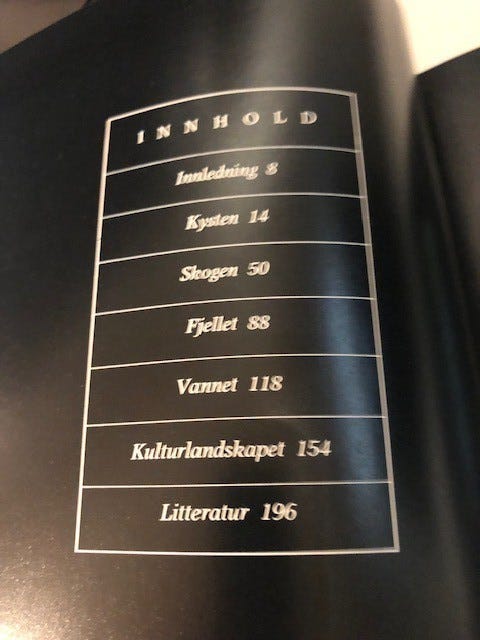 INNHOLD
Innledning 8
Kysten 14
Skogen 50
Fjellet 88
Vannet 118
Kulturlandskapet 154
Litteratur 196